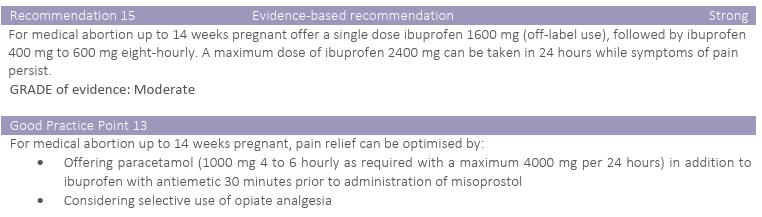 Recommendation 15 Evidence-based recommendation Strong
For medical abortion up to 14 weeks pregnant offer a single dose ibuprofen 1600 mg (off-label use), followed by ibuprofen
400 mg to 600 mg eight-hourly. A maximum dose of ibuprofen 2400 mg can be taken in 24 hours while symptoms of pain
persist.
GRADE of evidence: Moderate
Good Practice Point 13
For medical abortion up to 14 weeks pregnant, pain relief can be optimised by:
• Offering paracetamol (1000 mg 4 to 6 hourly as required with a maximum 4000 mg per 24 hours) in addition to
ibuprofen with antiemetic 30 minutes prior to administration of misoprostol
• Considering selective use of opiate analgesia